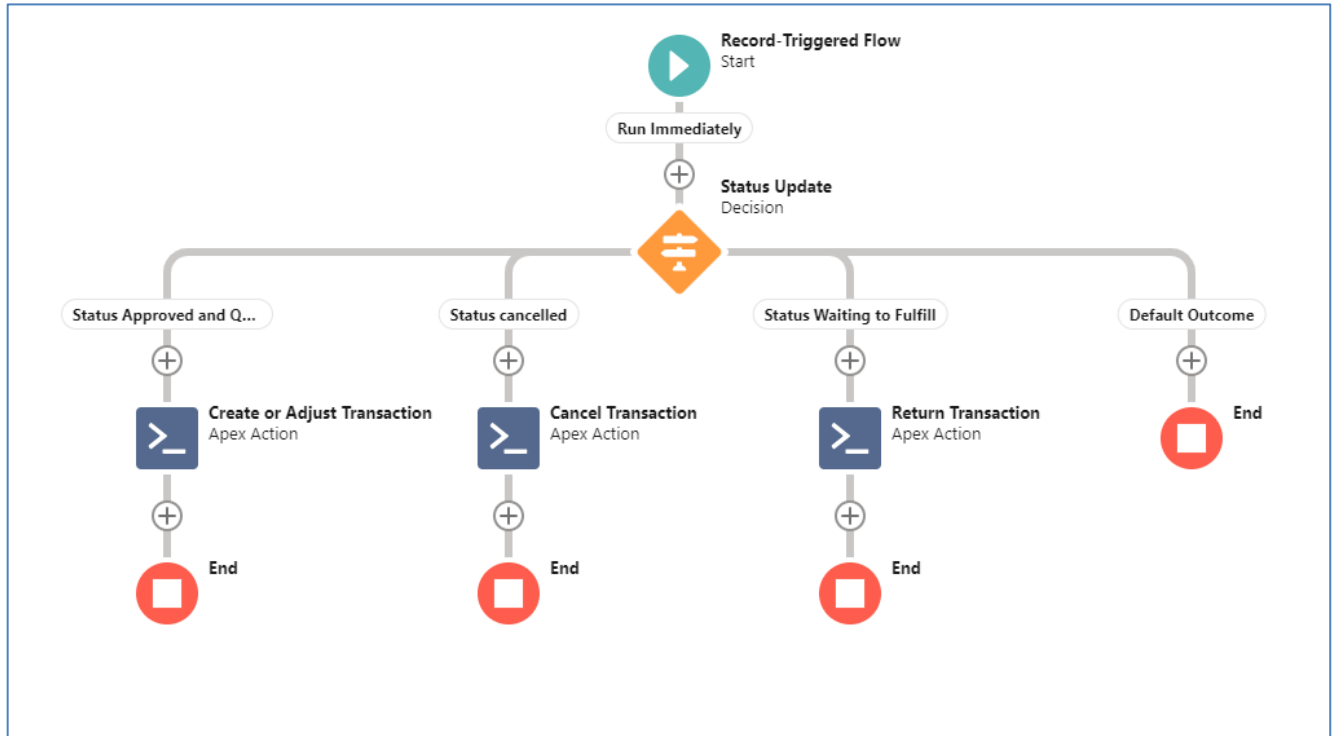 Record-Triggered Flow
Start
Run Immediately
Status Update
Decision
Status Approved and Q...
Status cancelled
Status Waiting to Fulfill
Default Outcome
Create or Adjust Transaction
Apex Action
Cancel Transaction
Apex Action
Return Transaction
Apex Action
End
End
End
End